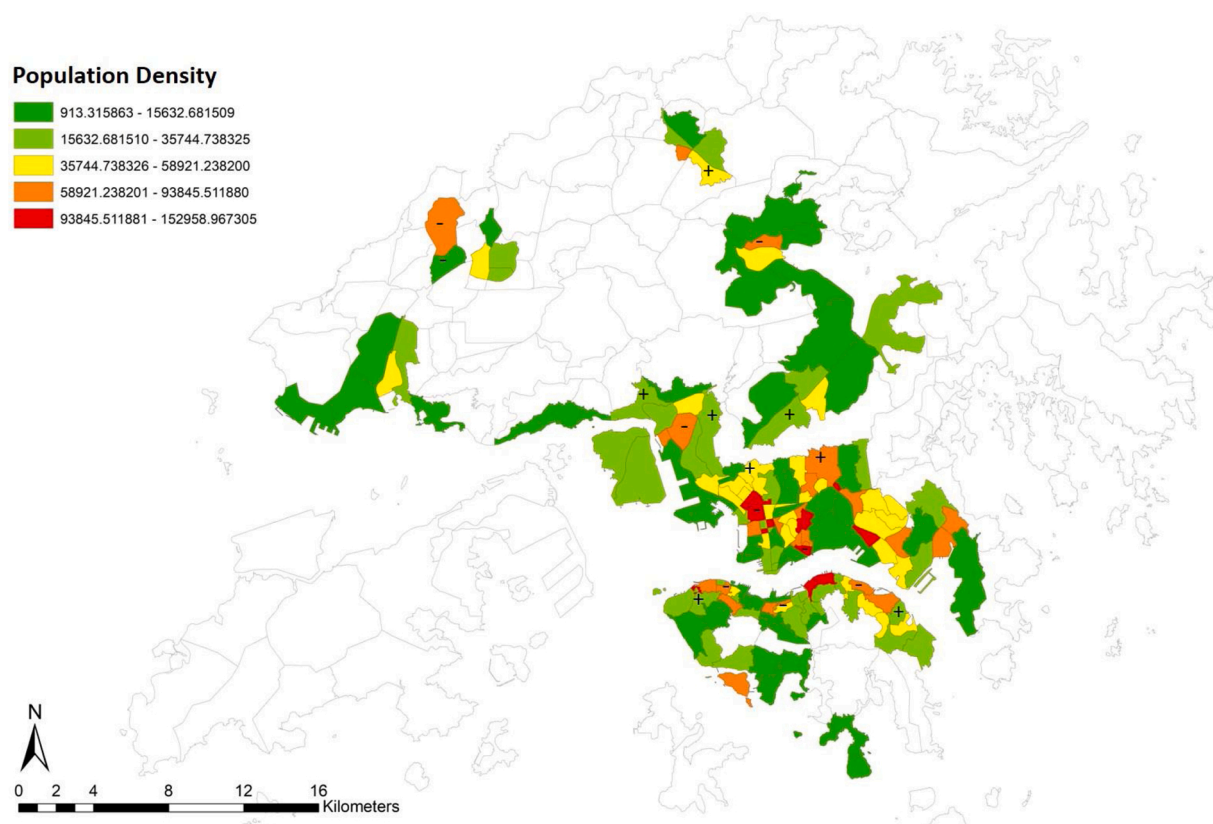 Population Density
913.315863 - 15632.681509
15632.681510 - 35744.738325
35744.738326 - 58921.238200
58921.238201 - 93845.511880
93845.511881 - 152958.967305
N
0 2 4 8 12 16
Kilometers